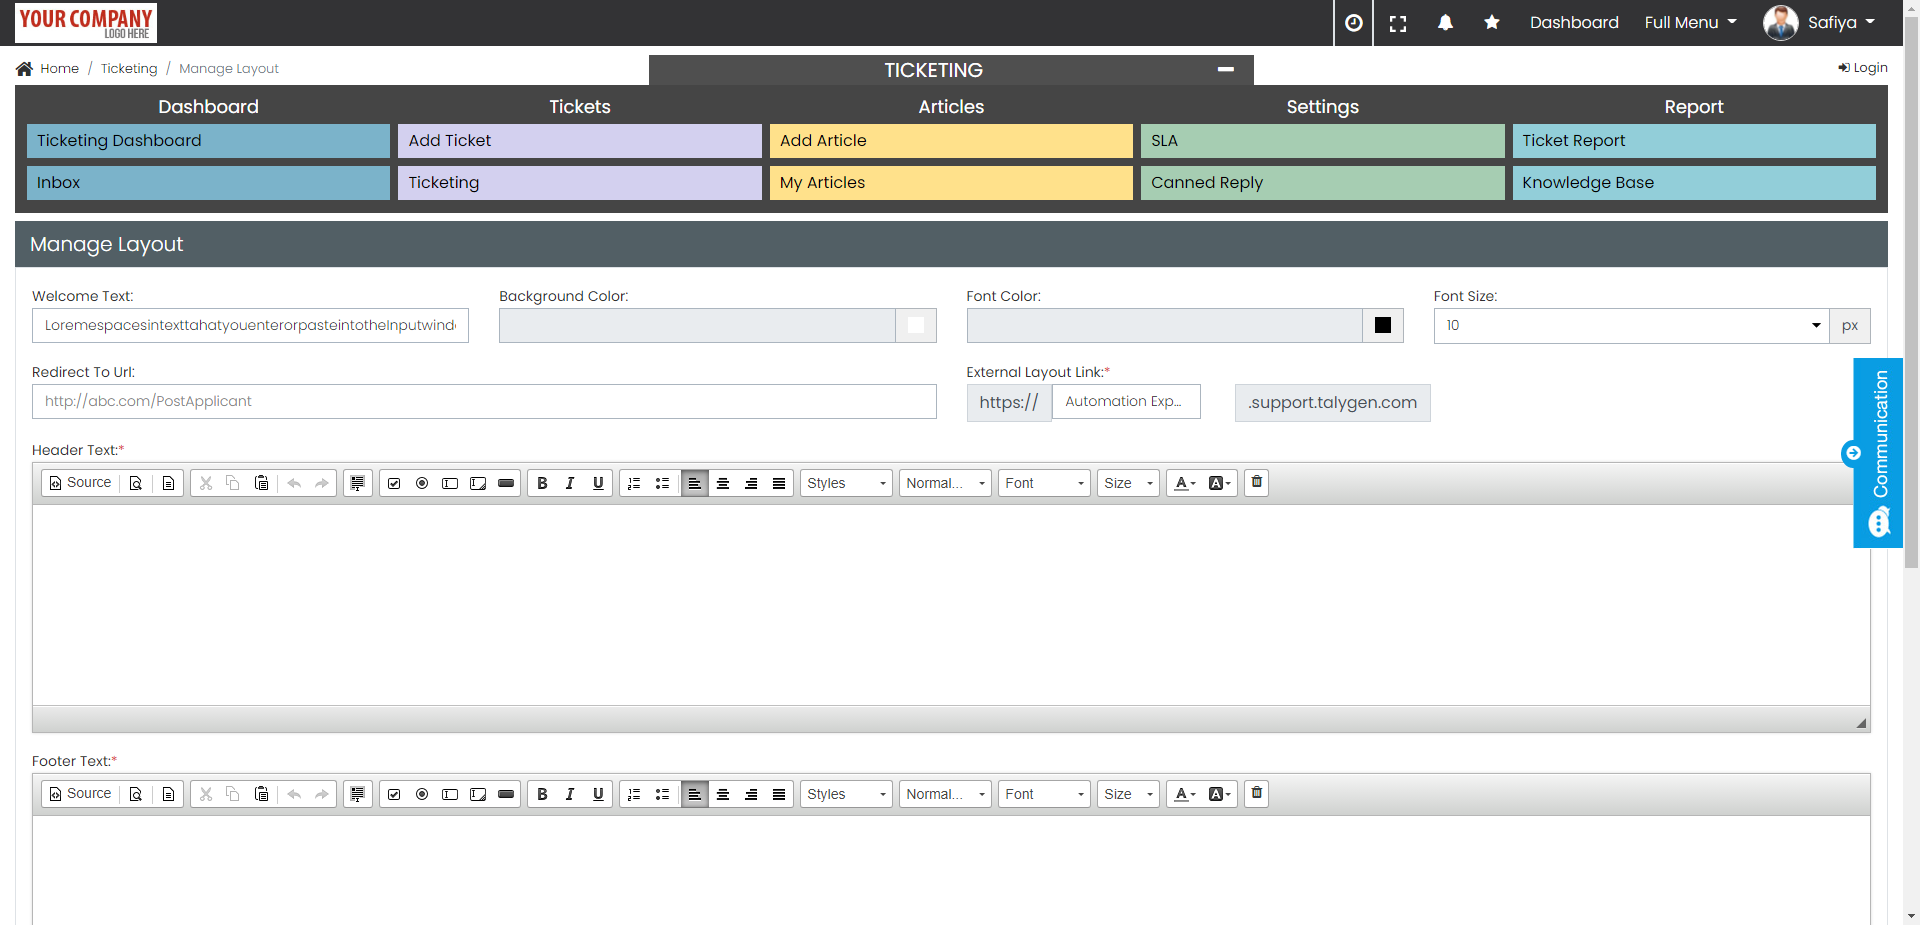 YOUR COMPANY
LOGO HERE
Dashboard
Full Menu
Safiya
Home / Ticketing / Manage Layout
TICKETING
Login
Dashboard
Tickets
Articles
Settings
Report
Ticketing Dashboard
Add Ticket
Add Article
SLA
Ticket Report
Inbox
Ticketing
My Articles
Canned Reply
Knowledge Base
Manage Layout
Welcome Text:
Background Color:
Font Color:
Font Size:
LoremespacesintexttahatyouenterorpasteintotheInputwind
10
px
Redirect To Url:
External Layout Link:*
http://abc.com/PostApplicant
https://
Automation Exp...
.support.talygen.com
Communication
Header Text:*
Source
B I U
Styles
Normal...
Font
Size
A
A
Footer Text:*
Source
B I U
Styles
Normal...
Font
Size
A
A